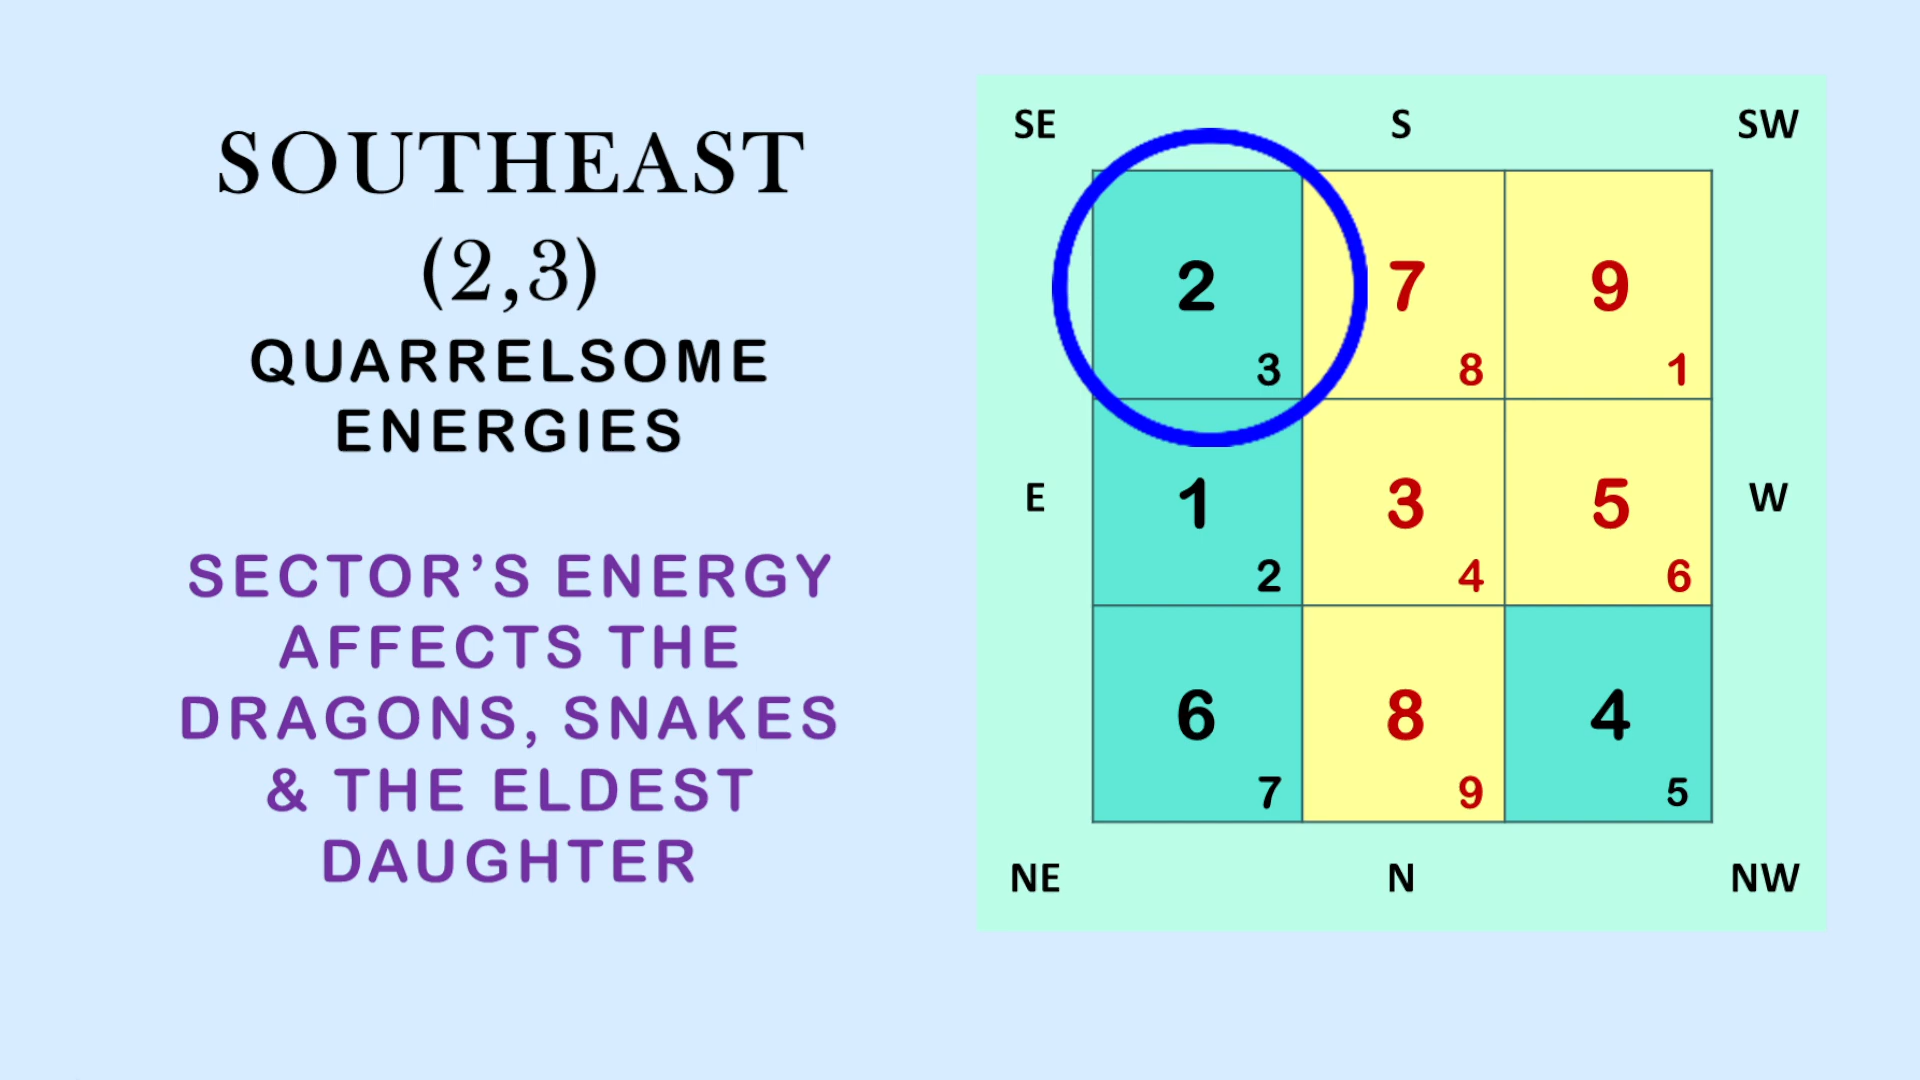 SOUTHEAST
(2,3)
QUARRELSOME
ENERGIES
SECTOR’S ENERGY
AFFECTS THE
DRAGONS, SNAKES
& THE ELDEST
DAUGHTER
SE S SW
2 7 9
3 8 1
E 1 3 5 W
2 4 6
6 8 4
7 9 5
NE N NW